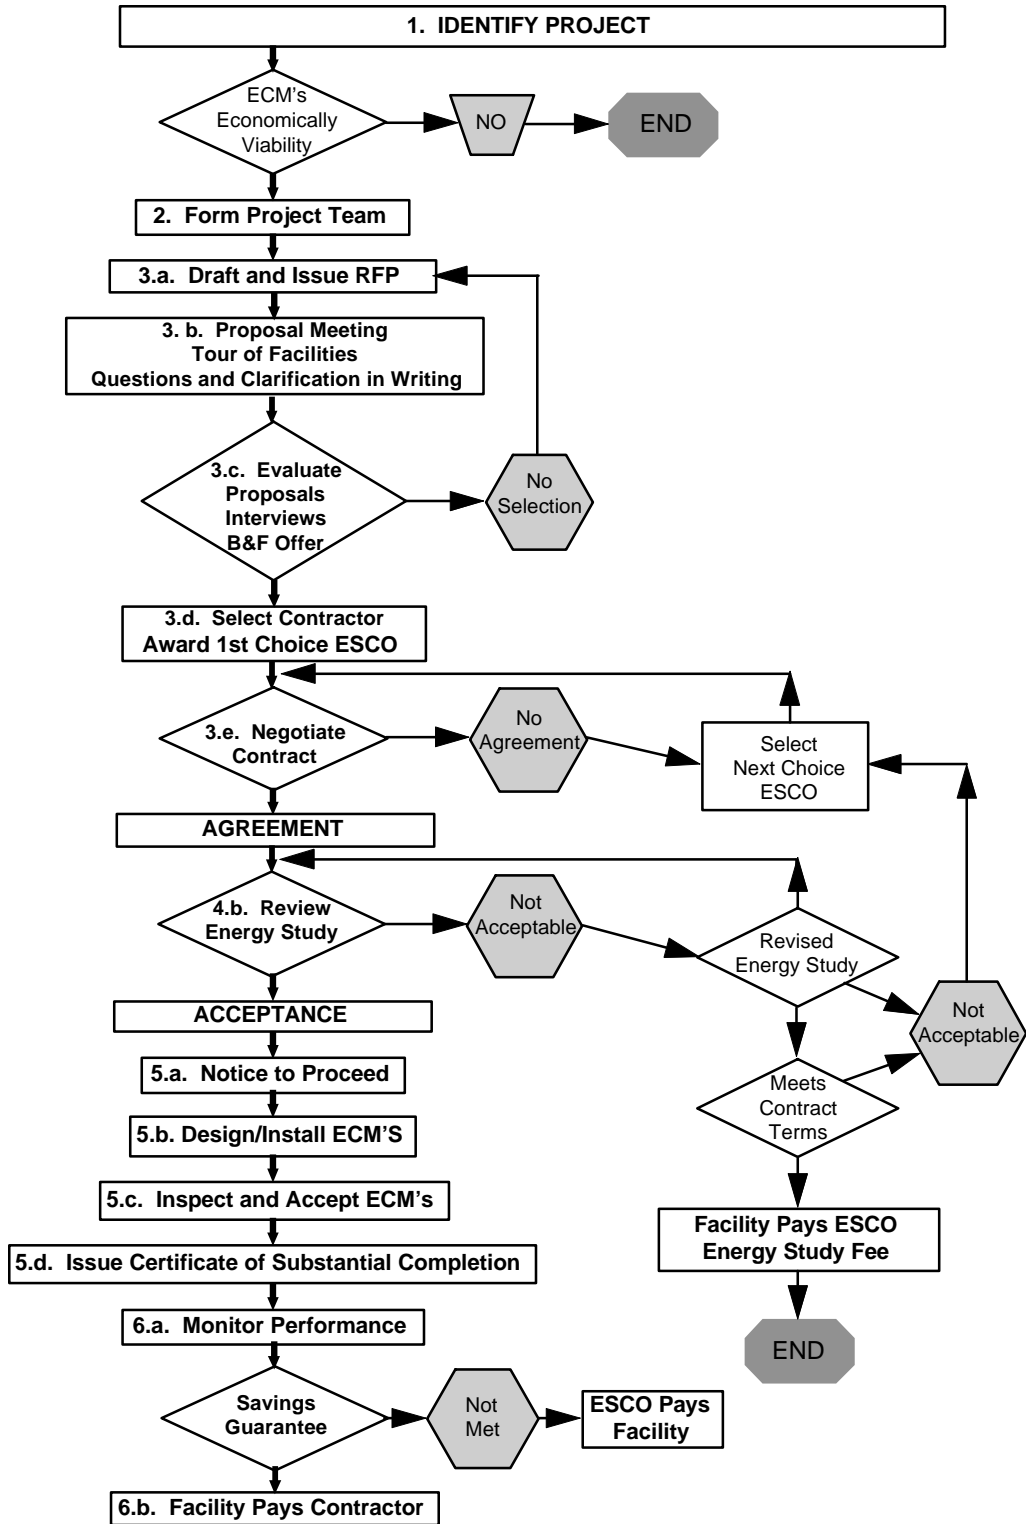 1. IDENTIFY PROJECT
ECM's
Economically
Viability
NO
END
2. Form Project Team
3.a. Draft and Issue RFP
3. b. Proposal Meeting
Tour of Facilities
Questions and Clarification in Writing
3.c. Evaluate
Proposals
Interviews
B&F Offer
No
Selection
3.d. Select Contractor
Award 1st Choice ESCO
3.e. Negotiate
Contract
No
Agreement
Select
Next Choice
ESCO
AGREEMENT
4.b. Review
Energy Study
Not
Acceptable
Revised
Energy Study
Not
Acceptable
ACCEPTANCE
5.a. Notice to Proceed
Meets
Contract
Terms
5.b. Design/Install ECM'S
5.c. Inspect and Accept ECM's
Facility Pays ESCO
Energy Study Fee
5.d. Issue Certificate of Substantial Completion
6.a. Monitor Performance
END
Savings
Guarantee
Not
Met
ESCO Pays
Facility
6.b. Facility Pays Contractor